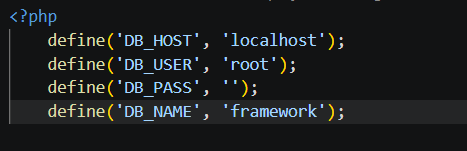 <?php
    define('DB_HOST', 'localhost');
    define('DB_USER', 'root');
    define('DB_PASS', '');
    define('DB_NAME', 'framework');